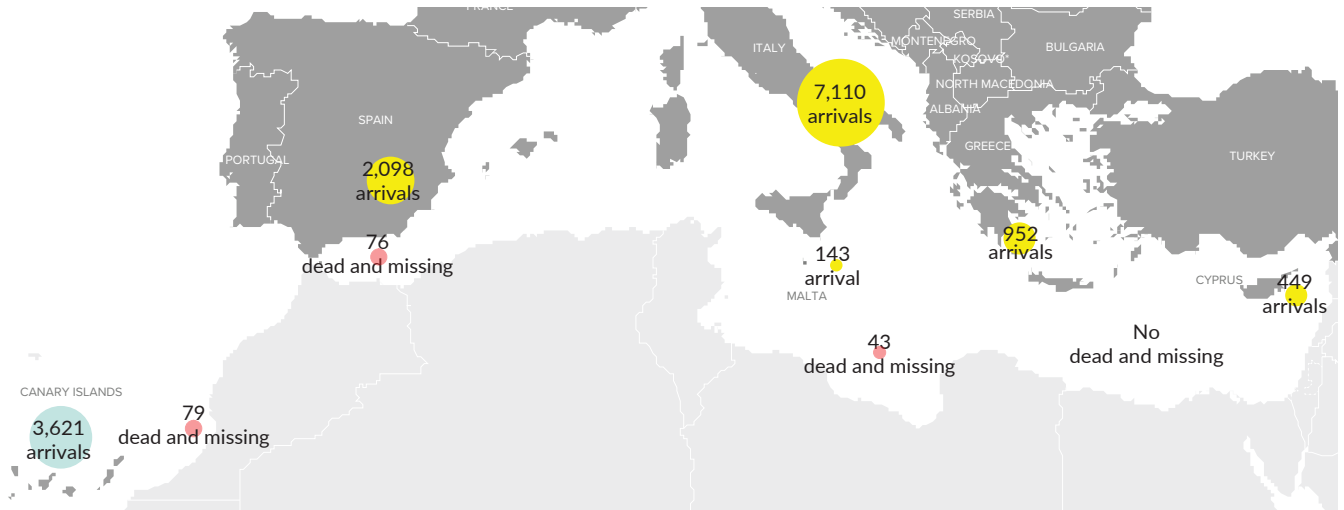 FRANCE
SERBIA
ITALY
MONTENEGRO
BULGARIA
KOSOVO*
NORTH MACEDONIA
7,110
arrivals
ALBANIA
SPAIN
GREECE
PORTUGAL
TURKEY
2,098
arrivals
76
dead and missing
952
arrivals
143
arrival
MALTA
CYPRUS
449
arrivals
No
dead and missing
43
dead and missing
CANARY ISLANDS
3,621
arrivals
79
dead and missing